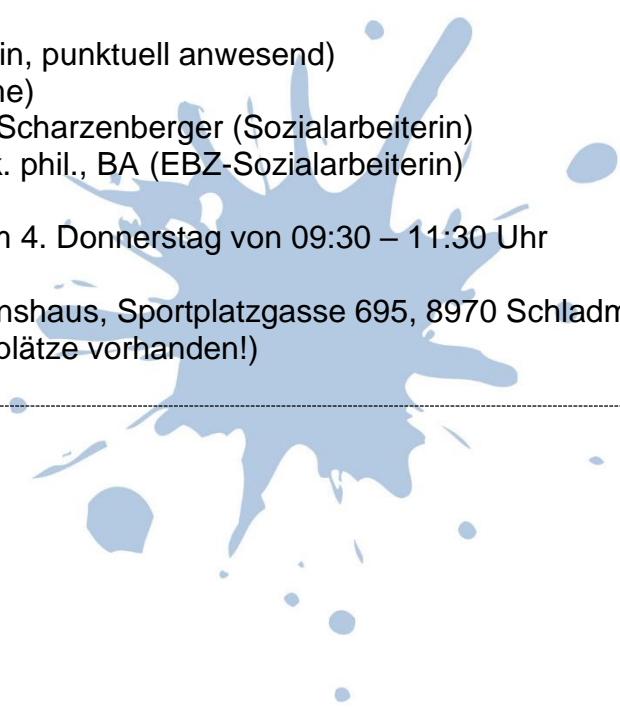 in, punktuell anwesend)
ne)
Scharzenberger (Sozialarbeiterin)
k. phil., BA (EBZ-Sozialarbeiterin)
m 4. Donnerstag von 09:30 – 11:30 Uhr
nshaus, Sportplatzgasse 695, 8970 Schladm
plätze vorhanden!)